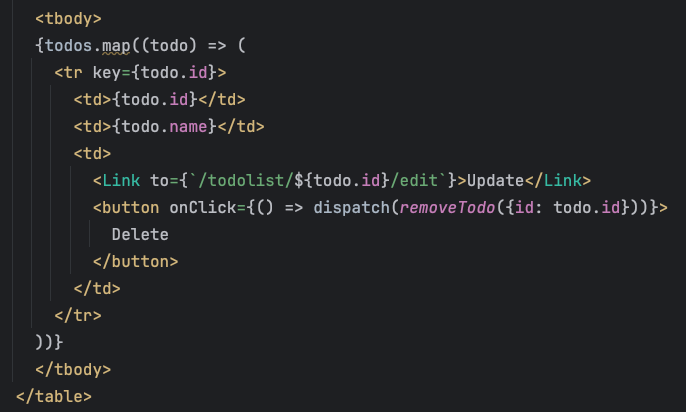 <tbody>
{todos.map((todo) => (
<tr key={todo.id}>
<td>{todo.id}</td>
<td>{todo.name}</td>
<td>
<Link to={`/todolist/${todo.id}/edit`}>Update</Link>
<button onClick={() => dispatch(removeTodo({id: todo.id}))}>
Delete
</button>
</td>
</tr>
))}
</tbody>
</table>